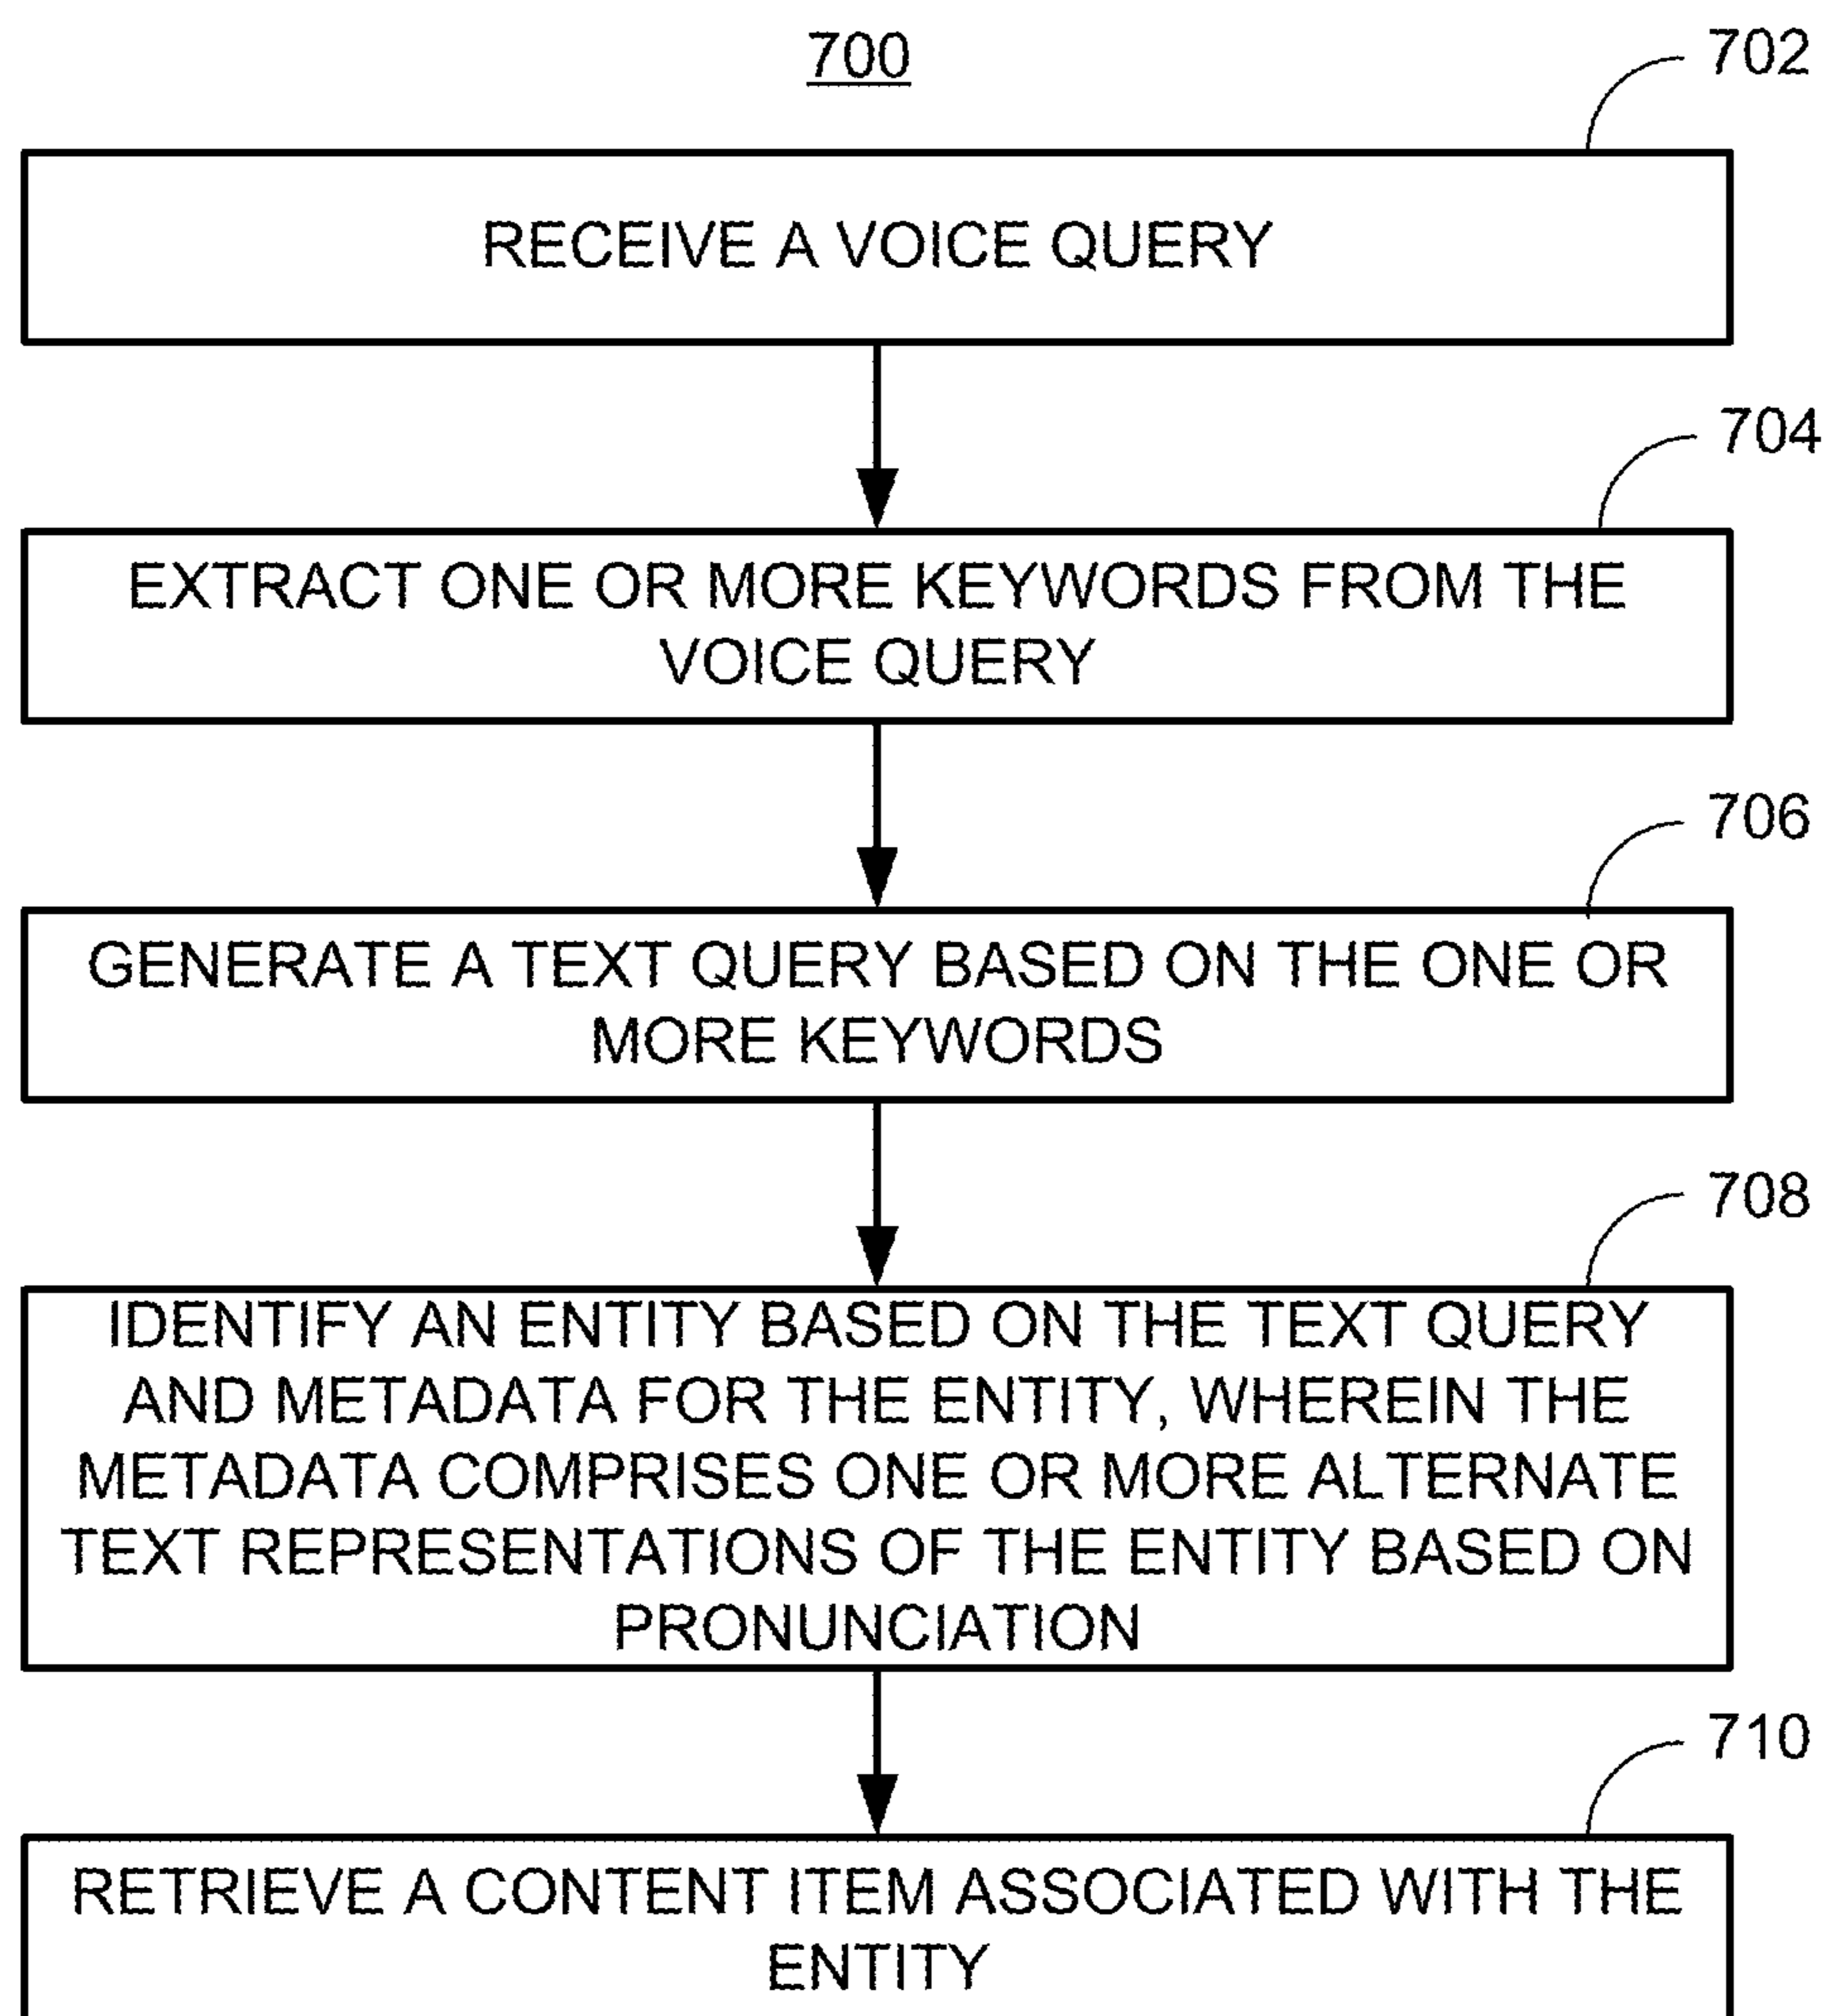 700
702
RECEIVE A VOICE QUERY
704
EXTRACT ONE OR MORE KEYWORDS FROM THE
VOICE QUERY
706
GENERATE A TEXT QUERY BASED ON THE ONE OR
MORE KEYWORDS
708
IDENTIFY AN ENTITY BASED ON THE TEXT QUERY
AND METADATA FOR THE ENTITY, WHEREIN THE
METADATA COMPRISES ONE OR MORE ALTERNATE
TEXT REPRESENTATIONS OF THE ENTITY BASED ON
PRONUNCIATION
710
RETRIEVE A CONTENT ITEM ASSOCIATED WITH THE
ENTITY